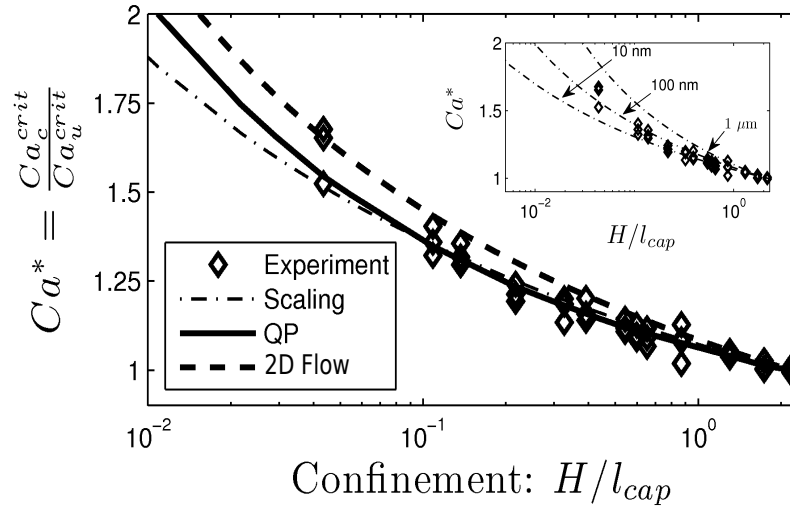 2
1.75
1.5
1.25
1
10^-2
10^-1
10^0
Ca* = Ca_c^crit / Ca_u^crit
Confinement: H/l_cap
Experiment
Scaling
QP
2D Flow
2
1.5
1
10^-2
10^0
Ca*
H/l_cap
10 nm
100 nm
1 μm